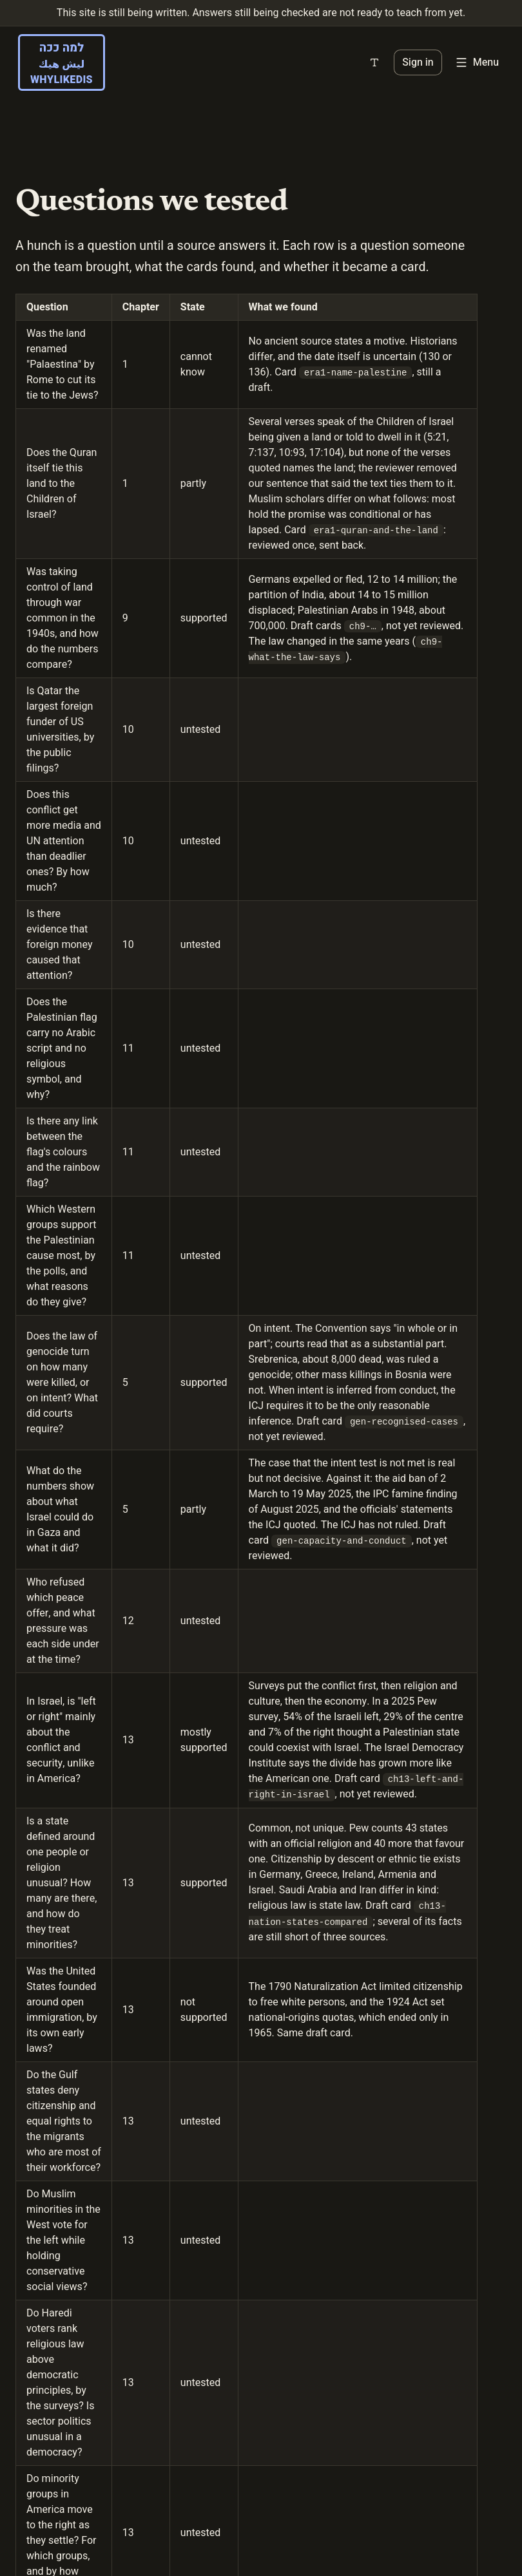 This site is still being written. Answers still being checked are not ready to teach from yet.
למה ככה
ليش هيك
WHYLIKEDIS
Sign in
Menu
Questions we tested
A hunch is a question until a source answers it. Each row is a question someone
on the team brought, what the cards found, and whether it became a card.
Question Chapter State What we found
Was the land
renamed
"Palaestina" by
Rome to cut its
tie to the Jews?
1
cannot
know
No ancient source states a motive. Historians
differ, and the date itself is uncertain (130 or
136). Card era1-name-palestine, still a
draft.
Does the Quran
itself tie this
land to the
Children of
Israel?
1
partly
Several verses speak of the Children of Israel
being given a land or told to dwell in it (5:21,
7:137, 10:93, 17:104), but none of the verses
quoted names the land; the reviewer removed
our sentence that said the text ties them to it.
Muslim scholars differ on what follows: most
hold the promise was conditional or has
lapsed. Card era1-quran-and-the-land:
reviewed once, sent back.
Was taking
control of land
through war
common in the
1940s, and how
do the numbers
compare?
9
supported
Germans expelled or fled, 12 to 14 million; the
partition of India, about 14 to 15 million
displaced; Palestinian Arabs in 1948, about
700,000. Draft cards ch9-…, not yet reviewed.
The law changed in the same years (ch9-
what-the-law-says).
Is Qatar the
largest foreign
funder of US
universities, by
the public
filings?
10
untested
Does this
conflict get
more media and
UN attention
than deadlier
ones? By how
much?
10
untested
Is there
evidence that
foreign money
caused that
attention?
10
untested
Does the
Palestinian flag
carry no Arabic
script and no
religious
symbol, and
why?
11
untested
Is there any link
between the
flag's colours
and the rainbow
flag?
11
untested
Which Western
groups support
the Palestinian
cause most, by
the polls, and
what reasons
do they give?
11
untested
Does the law of
genocide turn
on how many
were killed, or
on intent? What
did courts
require?
5
supported
On intent. The Convention says "in whole or in
part"; courts read that as a substantial part.
Srebrenica, about 8,000 dead, was ruled a
genocide; other mass killings in Bosnia were
not. When intent is inferred from conduct, the
ICJ requires it to be the only reasonable
inference. Draft card gen-recognised-cases,
not yet reviewed.
What do the
numbers show
about what
Israel could do
in Gaza and
what it did?
5
partly
The case that the intent test is not met is real
but not decisive. Against it: the aid ban of 2
March to 19 May 2025, the IPC famine finding
of August 2025, and the officials' statements
the ICJ quoted. The ICJ has not ruled. Draft
card gen-capacity-and-conduct, not yet
reviewed.
Who refused
which peace
offer, and what
pressure was
each side under
at the time?
12
untested
In Israel, is "left
or right" mainly
about the
conflict and
security, unlike
in America?
13
mostly
supported
Surveys put the conflict first, then religion and
culture, then the economy. In a 2025 Pew
survey, 54% of the Israeli left, 29% of the centre
and 7% of the right thought a Palestinian state
could coexist with Israel. The Israel Democracy
Institute says the divide has grown more like
the American one. Draft card ch13-left-and-
right-in-israel, not yet reviewed.
Is a state
defined around
one people or
religion
unusual? How
many are there,
and how do
they treat
minorities?
13
supported
Common, not unique. Pew counts 43 states
with an official religion and 40 more that favour
one. Citizenship by descent or ethnic tie exists
in Germany, Greece, Ireland, Armenia and
Israel. Saudi Arabia and Iran differ in kind:
religious law is state law. Draft card ch13-
nation-states-compared; several of its facts
are still short of three sources.
Was the United
States founded
around open
immigration, by
its own early
laws?
13
not
supported
The 1790 Naturalization Act limited citizenship
to free white persons, and the 1924 Act set
national-origins quotas, which ended only in
1965. Same draft card.
Do the Gulf
states deny
citizenship and
equal rights to
the migrants
who are most of
their workforce?
13
untested
Do Muslim
minorities in the
West vote for
the left while
holding
conservative
social views?
13
untested
Do Haredi
voters rank
religious law
above
democratic
principles, by
the surveys? Is
sector politics
unusual in a
democracy?
13
untested
Do minority
groups in
America move
to the right as
they settle? For
which groups,
and by how
13
untested